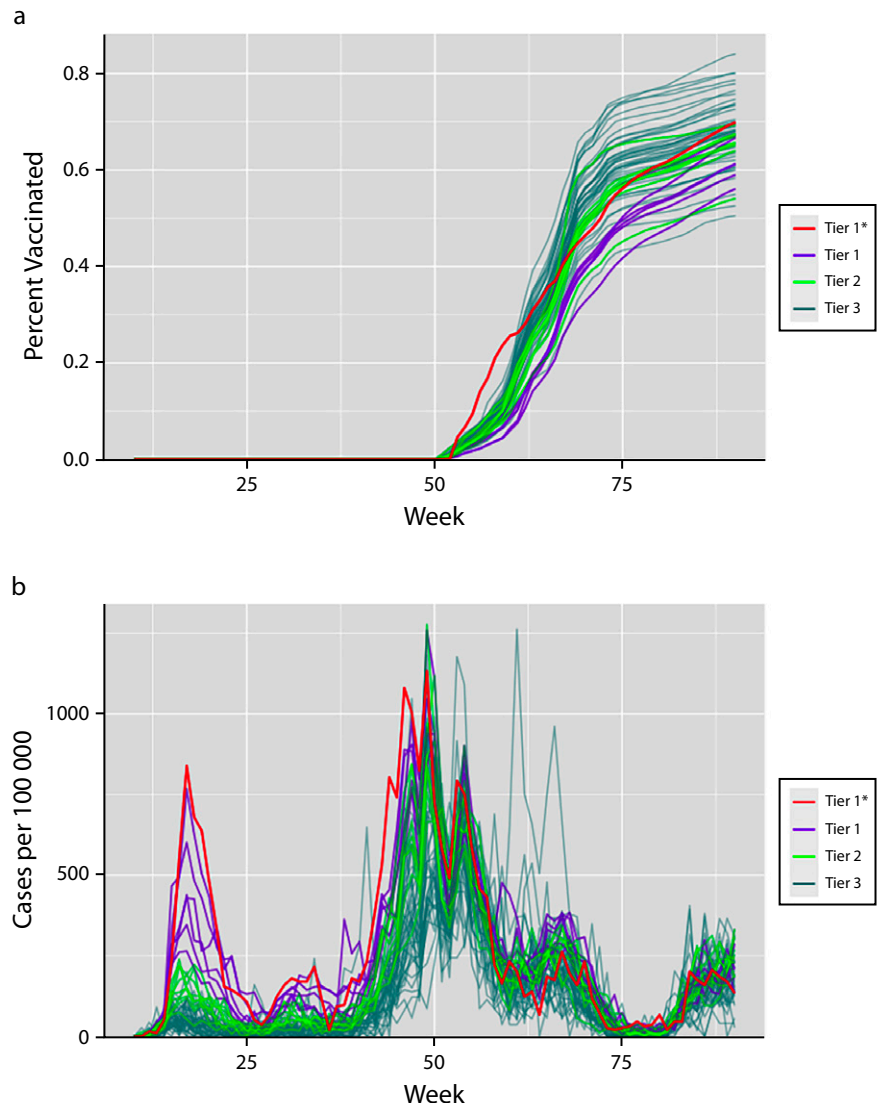 a
Percent Vaccinated
0.8
0.6
0.4
0.2
0.0
25
50
75
Week
Tier 1*
Tier 1
Tier 2
Tier 3
b
Cases per 100 000
1000
500
0
25
50
75
Week
Tier 1*
Tier 1
Tier 2
Tier 3